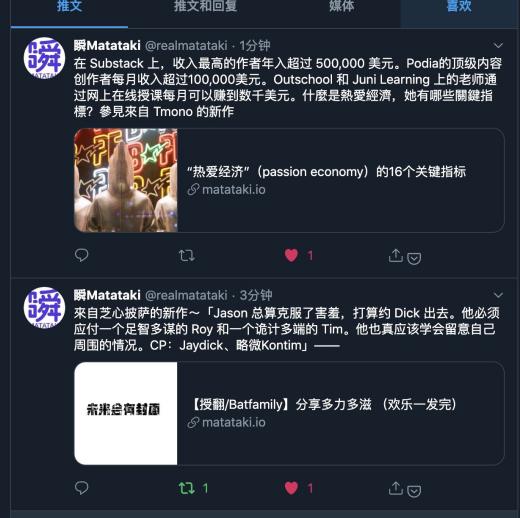 推文 推文和回复 媒体 喜欢
瞬Matataki @realmatataki · 1分钟
在 Substack 上，收入最高的作者年入超过 500,000 美元。Podia的顶级内容
创作者每月收入超过100,000美元。Outschool 和 Juni Learning 上的老师通
过网上在线授课每月可以赚到数千美元。什麼是熱愛經濟，她有哪些關鍵指
標？參見來自 Tmono 的新作
“热爱经济”（passion economy）的16个关键指标
matataki.io
1
瞬Matataki @realmatataki · 3分钟
來自芝心披萨的新作～「Jason 总算克服了害羞，打算约 Dick 出去。他必须
应付一个足智多谋的 Roy 和一个诡计多端的 Tim。他也真应该学会留意自己
周围的情况。CP：Jaydick、略微Kontim」——
未来会有封面
【授翻/Batfamily】分享多力多滋 （欢乐一发完）
matataki.io
1 1